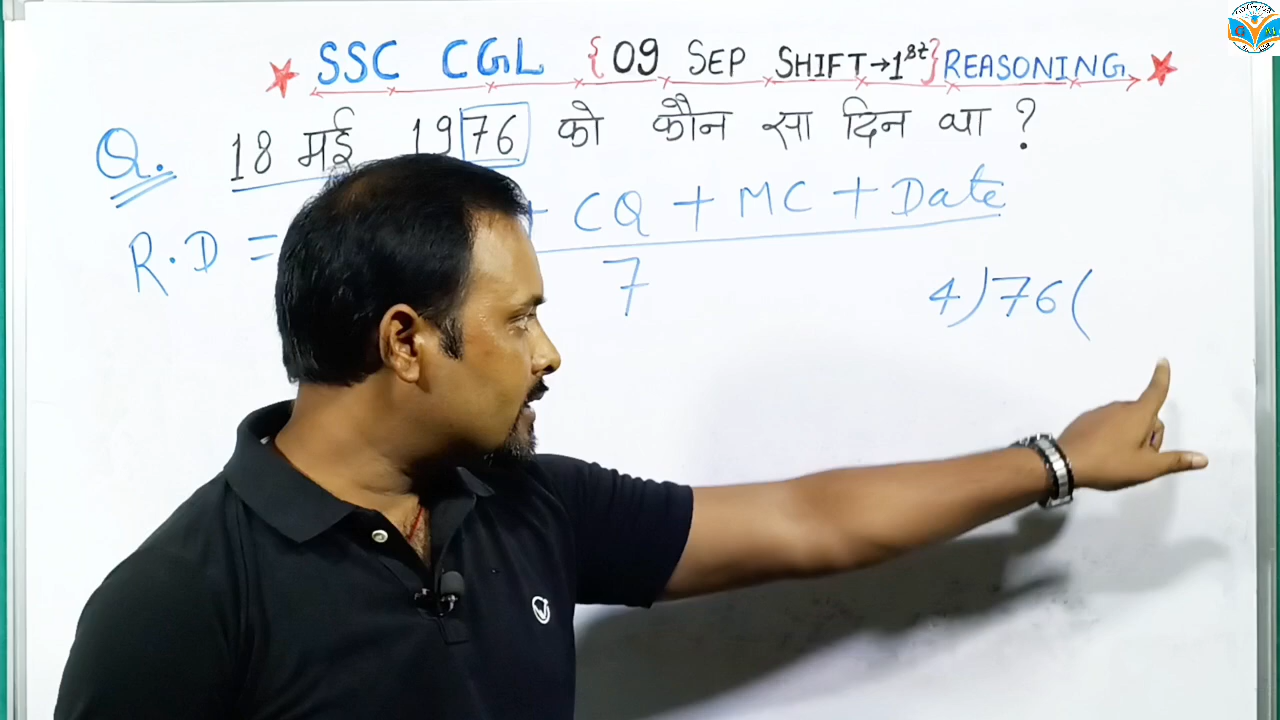 SSC CGL {09 SEP SHIFT→1st} REASONING
Q. 18 मई 1976 को कौन सा दिन था ?
R.D = + CQ + MC + Date
7
4)76(